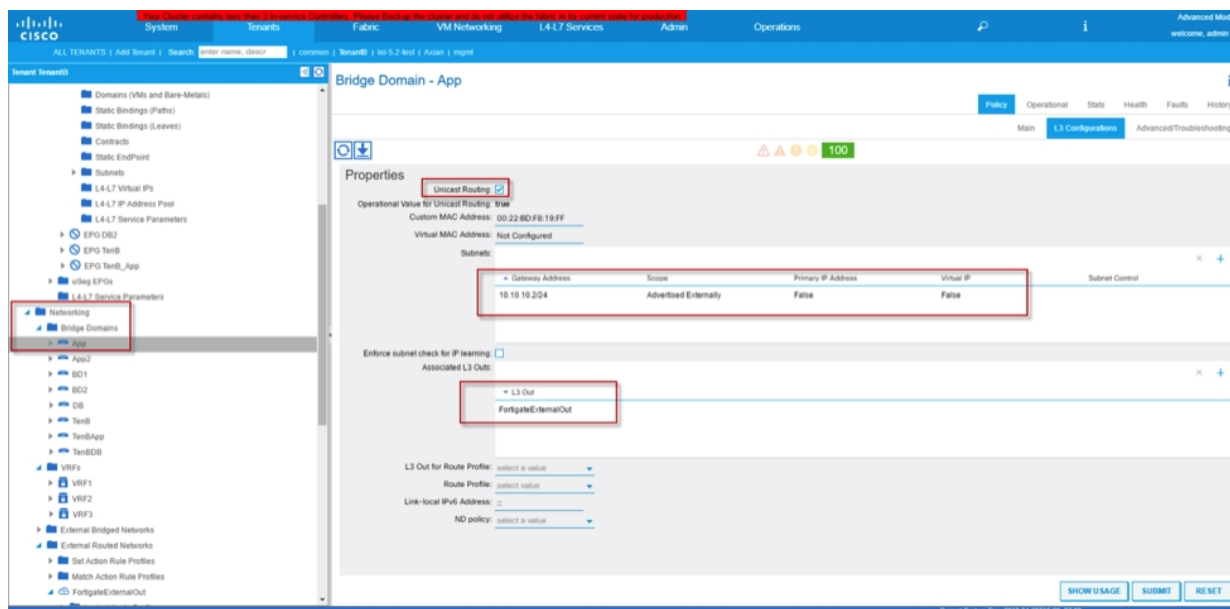 Your Cluster contains less than 3 In-service Controllers. Please Backup the cluster and do not utilize the fabric in its current state for production
CISCO
System Tenants Fabric VM Networking L4-L7 Services Admin Operations
Advanced Mod
welcome, admin
ALL TENANTS | Add Tenant | Search: enter name, descr | common | TenantB | | Axian | mgmt
Tenant TenantB
Domains (VMs and Bare-Metals)
Static Bindings (Paths)
Static Bindings (Leaves)
Contracts
Static EndPoint
Subnets
L4-L7 Virtual IPs
L4-L7 IP Address Pool
L4-L7 Service Parameters
EPG DB2
EPG TenB
EPG TenB_App
uSeg EPGs
L4-L7 Service Parameters
Networking
Bridge Domains
App
App2
BD1
BD2
DB
TenB
TenBApp
TenBDB
VRFs
VRF1
VRF2
VRF3
External Bridged Networks
External Routed Networks
Set Action Rule Profiles
Match Action Rule Profiles
FortigateExternalOut
Bridge Domain - App
Policy Operational Stats Health Faults History
Main L3 Configurations Advanced/Troubleshooting
100
Properties
Unicast Routing:
Operational Value for Unicast Routing: true
Custom MAC Address: 00:22:BD:F8:19:FF
Virtual MAC Address: Not Configured
Subnets:
Gateway Address Scope Primary IP Address Virtual IP Subnet Control
10.10.10.2/24 Advertised Externally False False
Enforce subnet check for IP learning:
Associated L3 Outs:
L3 Out
FortigateExternalOut
L3 Out for Route Profile: select a value
Route Profile: select value
Link-local IPv6 Address: ::
ND policy: select a value
SHOW USAGE SUBMIT RESET